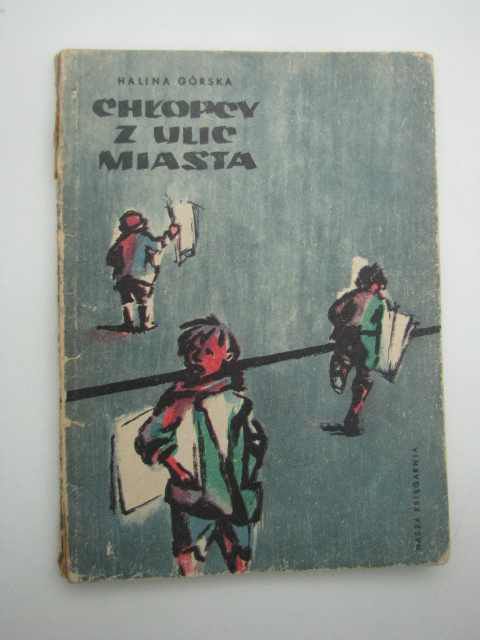 HALINA GÓRSKA
CHŁOPCY
Z ULIC
MIASTA
NASZA KSIĘGARNIA